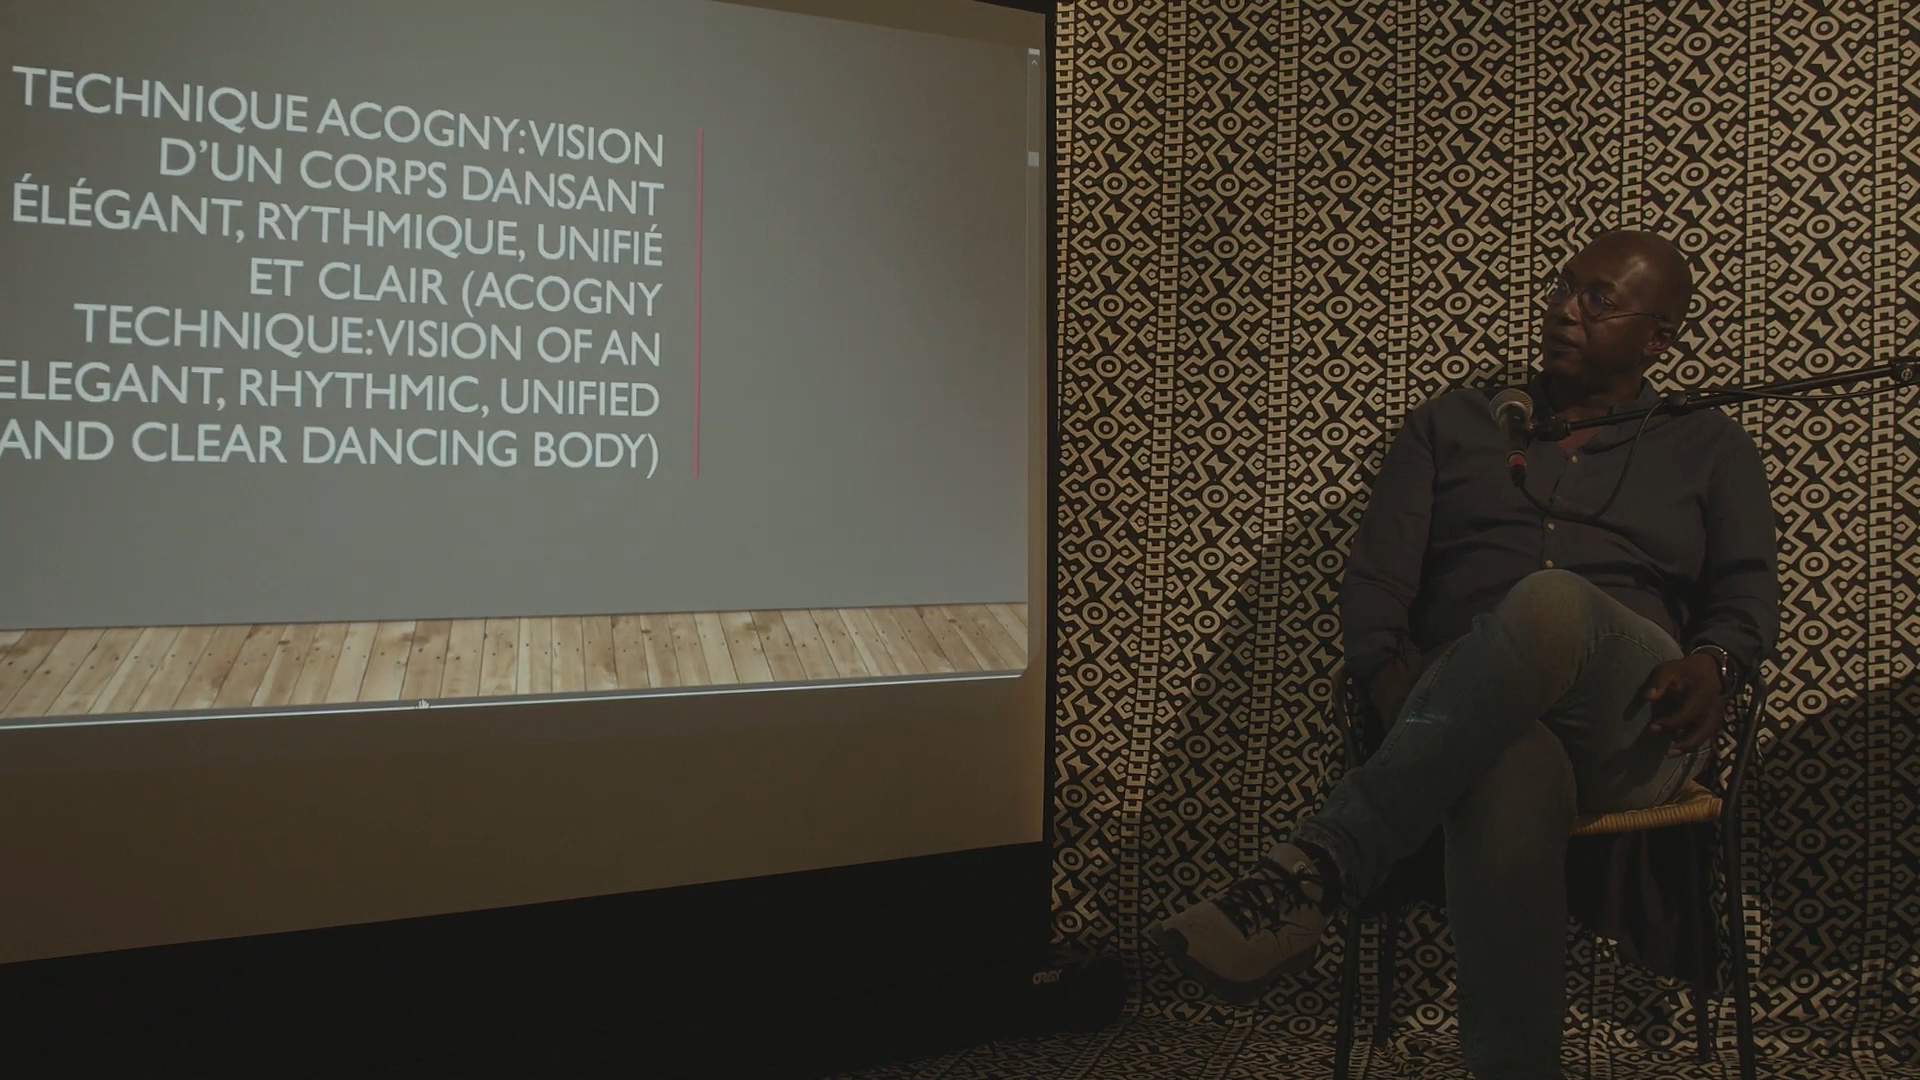 TECHNIQUE ACOGNY: VISION
D'UN CORPS DANSANT
ÉLÉGANT, RYTHMIQUE, UNIFIÉ
ET CLAIR (ACOGNY
TECHNIQUE: VISION OF AN
ELEGANT, RHYTHMIC, UNIFIED
AND CLEAR DANCING BODY)